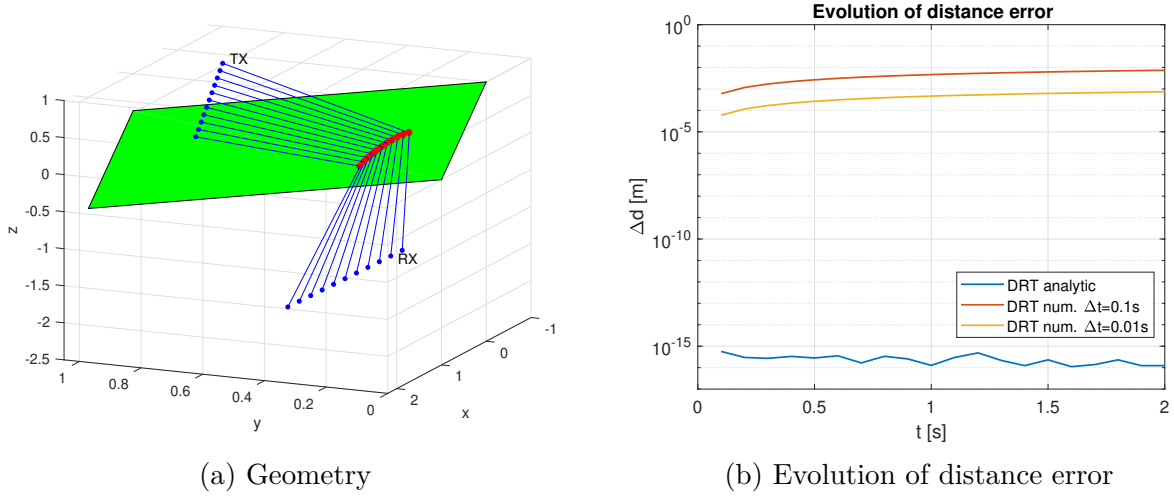 TX
RX
1
0.5
0
-0.5
-1
-1.5
-2
-2.5
z
1
0.8
0.6
0.4
0.2
0
y
2
1
0
-1
x
(a) Geometry
Evolution of distance error
10^0
10^-5
10^-10
10^-15
Δd [m]
DRT analytic
DRT num. Δt=0.1s
DRT num. Δt=0.01s
0
0.5
1
1.5
2
t [s]
(b) Evolution of distance error